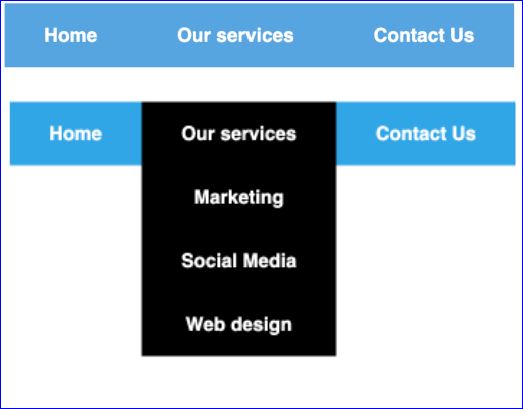 Home Our services Contact Us
Home Our services Contact Us
Marketing
Social Media
Web design